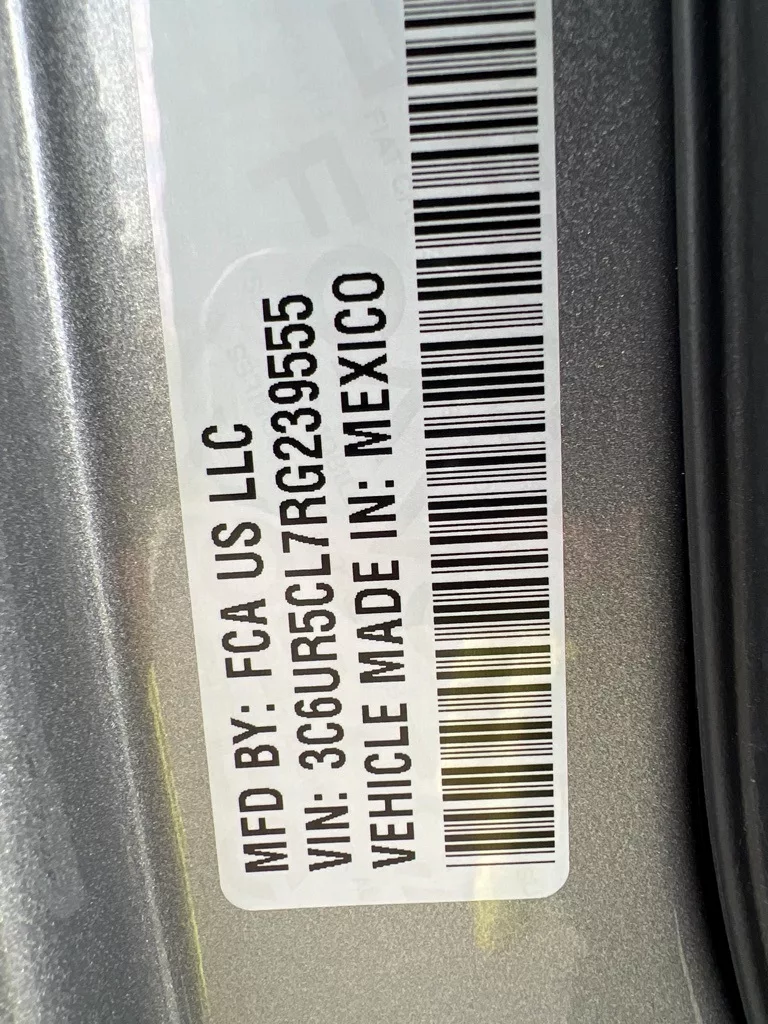 MFD BY: FCA US LLC
VIN: 3C6UR5CL7RG239555
VEHICLE MADE IN: MEXICO